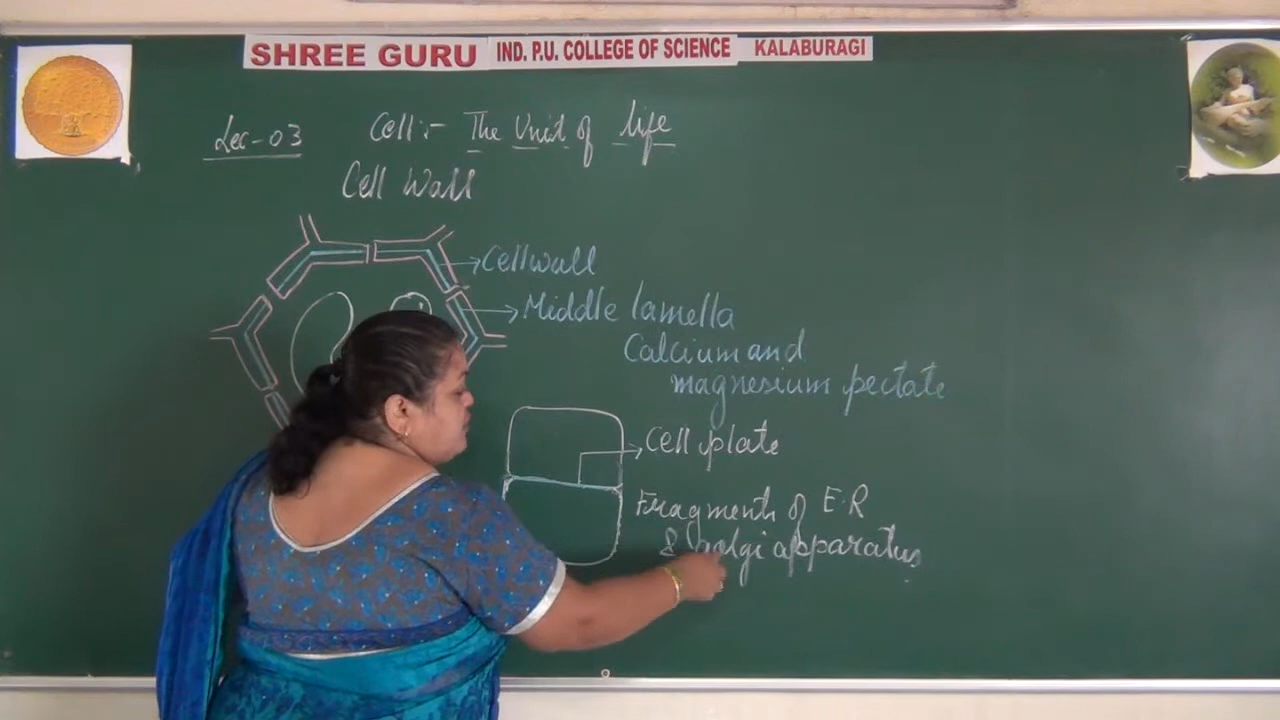 SHREE GURU IND. P.U. COLLEGE OF SCIENCE KALABURAGI
Lec-03
Cell:- The Unit of life
Cell Wall
Cellwall
Middle lamella
Calcium and
magnesium pectate
Cell plate
Fragments of E.R
& Golgi apparatus